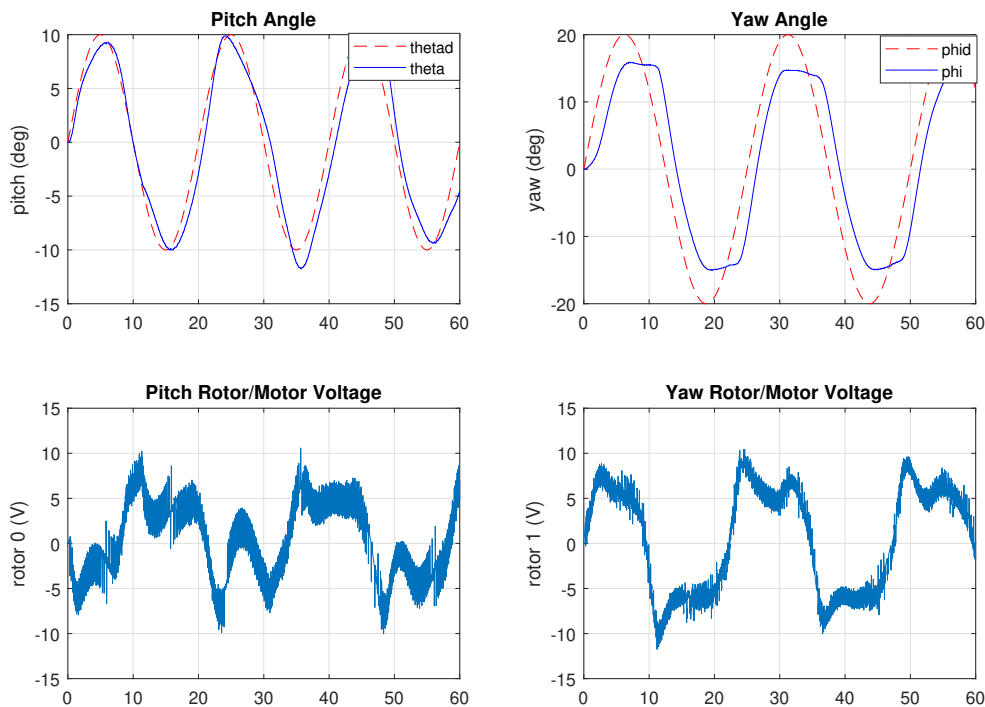 Pitch Angle
10
5
0
-5
-10
-15
pitch (deg)
thetad
theta
0 10 20 30 40 50 60
Yaw Angle
20
10
0
-10
-20
yaw (deg)
phid
phi
0 10 20 30 40 50 60
Pitch Rotor/Motor Voltage
15
10
5
0
-5
-10
-15
rotor 0 (V)
0 10 20 30 40 50 60
Yaw Rotor/Motor Voltage
15
10
5
0
-5
-10
-15
rotor 1 (V)
0 10 20 30 40 50 60